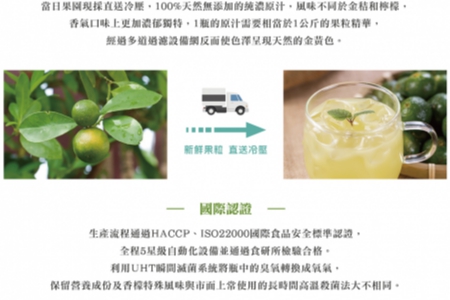 當日果園現採直送冷壓，100%天然無添加的純濃原汁，風味不同於金桔和檸檬，
香氣口味上更加濃郁獨特，1瓶的原汁需要相當於1公斤的果粒精華，
經過多道過濾設備網反而使色澤呈現天然的金黃色。
新鮮果粒 直送冷壓
國際認證
生產流程通過HACCP、ISO22000國際食品安全標準認證，
全程5星級自動化設備並通過食研所檢驗合格。
利用UHT瞬間滅菌系統將瓶中的臭氧轉換成氧氣，
保留營養成份及香檬特殊風味與市面上常使用的長時間高溫殺菌法大不相同。